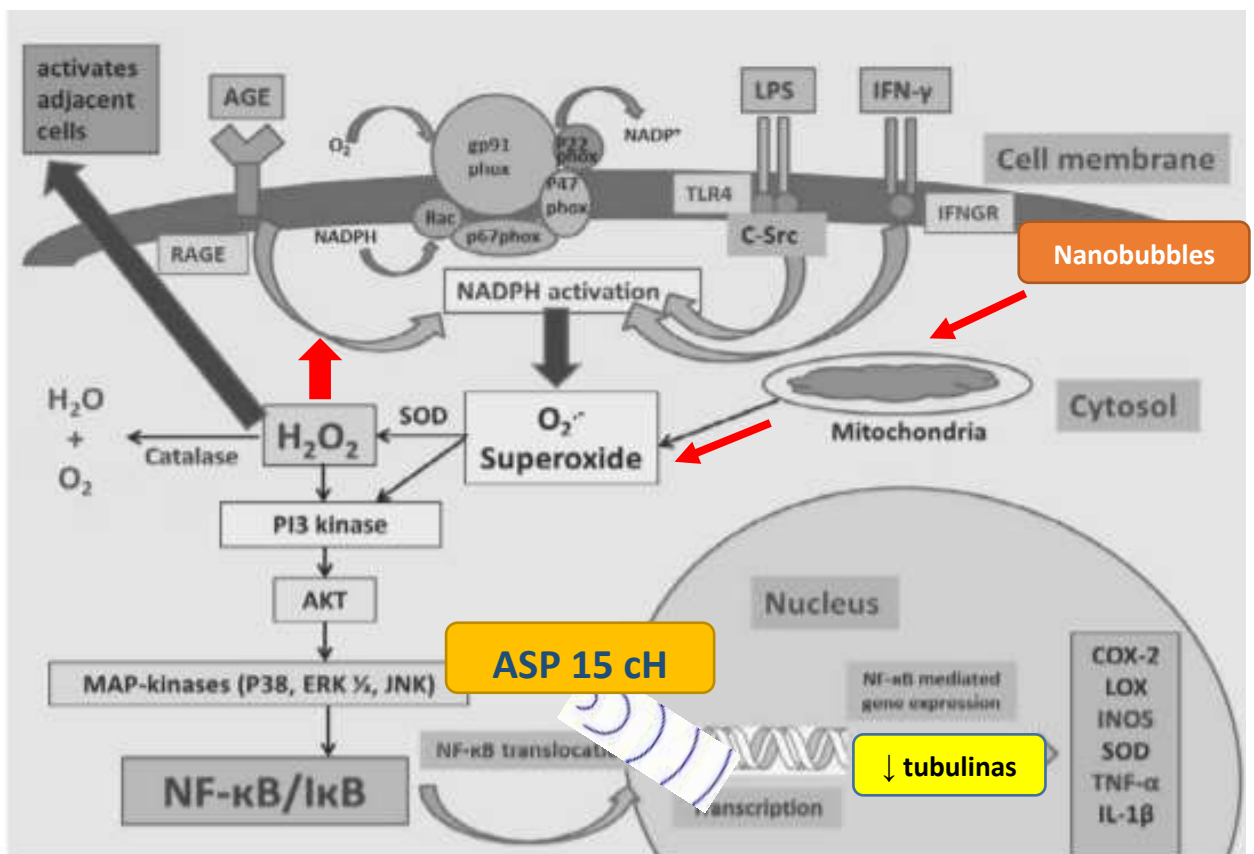 activates
adjacent
cells
AGE
O₂
gp91
phox
P22
phox
NADP⁺
LPS
IFN-γ
Cell membrane
P47
phox
TLR4
IFNGR
Rac
p67phox
NADPH
C-Src
RAGE
Nanobubbles
NADPH activation
H₂O
+
O₂
Catalase
H₂O₂
SOD
O₂·⁻
Superoxide
Mitochondria
Cytosol
PI3 kinase
AKT
Nucleus
ASP 15 cH
MAP-kinases (P38, ERK ½, JNK)
NF-κB mediated
gene expression
COX-2
LOX
INOS
SOD
TNF-α
IL-1β
NF-κB
↓ tubulinas
NF-κB/IκB